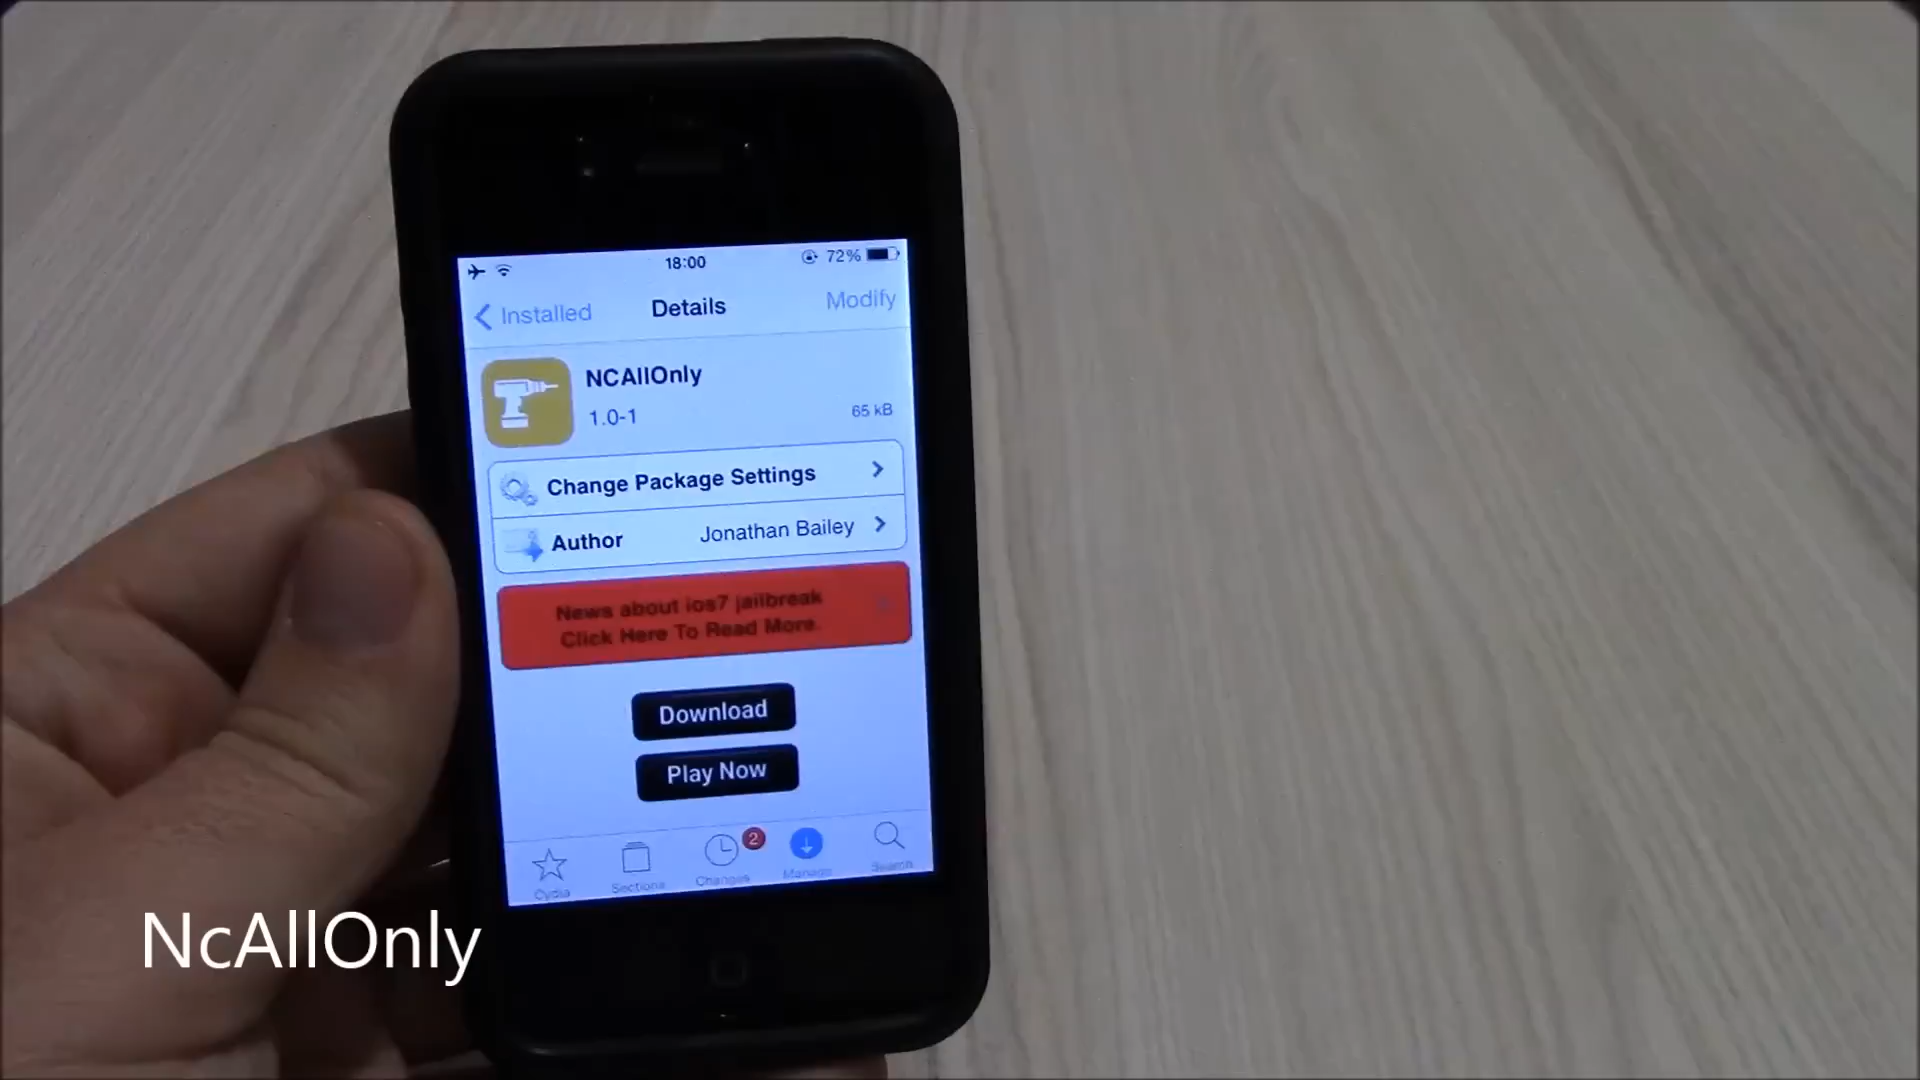 18:00
72%
Installed
Details
Modify
NCAllOnly
1.0-1
65 kB
Change Package Settings
Author
Jonathan Bailey
News about ios7 jailbreak
Click Here To Read More.
Download
Play Now
2
Cydia
Sections
Changes
Manage
Search
NcAllOnly